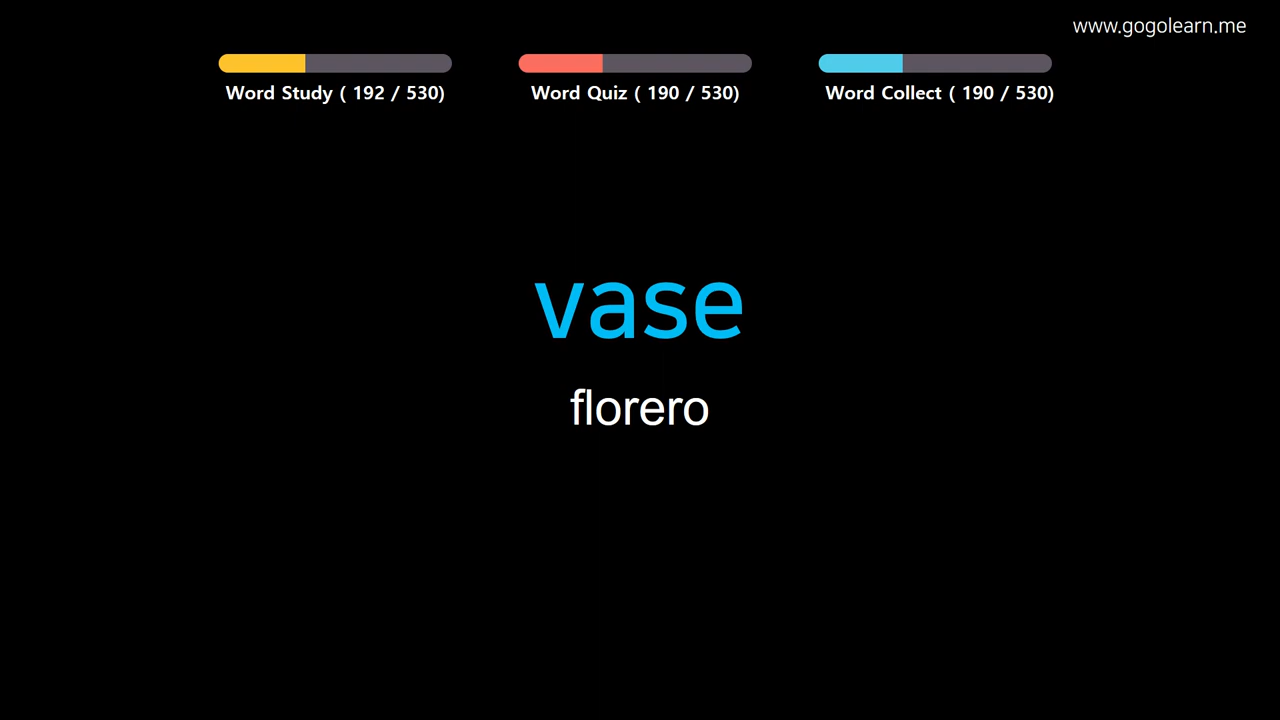 www.gogolearn.me
Word Study ( 192 / 530)
Word Quiz ( 190 / 530)
Word Collect ( 190 / 530)
vase
florero